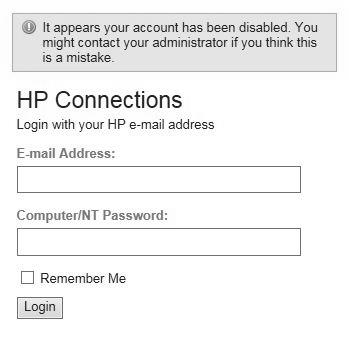 It appears your account has been disabled. You
might contact your administrator if you think this
is a mistake.
HP Connections
Login with your HP e-mail address
E-mail Address:
Computer/NT Password:
Remember Me
Login